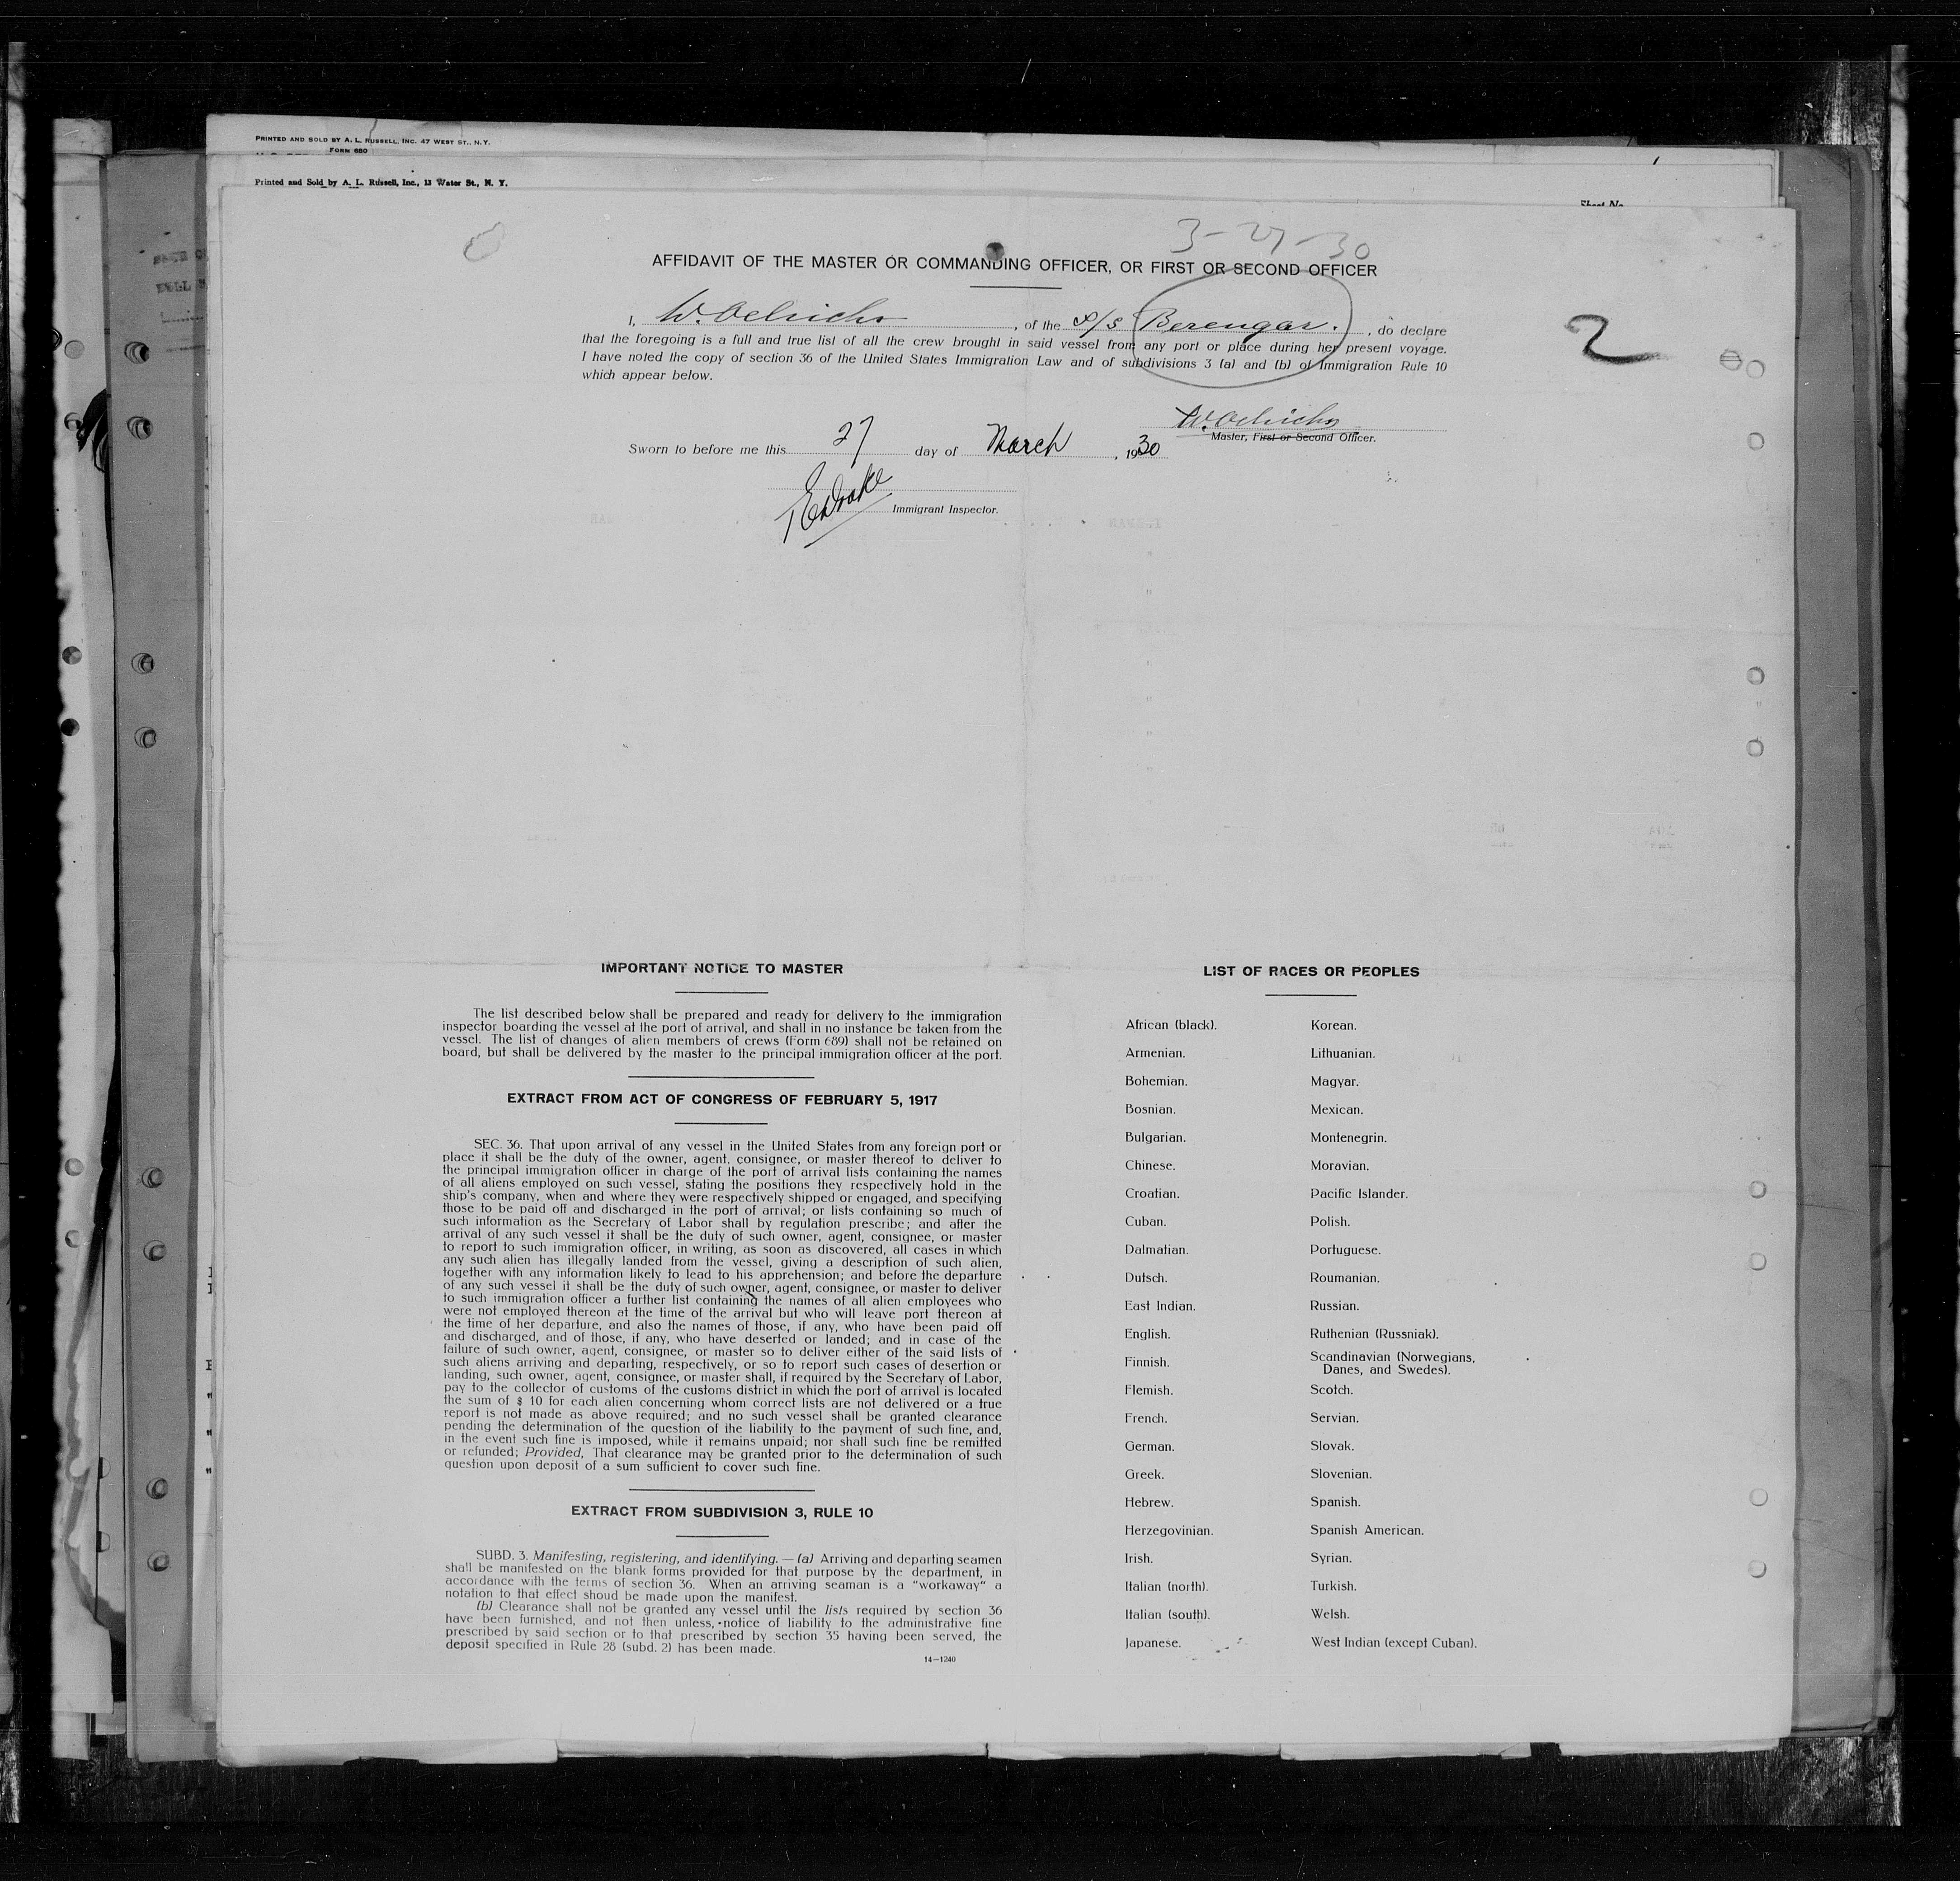 PRINTED AND SOLD BY A. L. RUSSELL, INC. 47 WEST ST., N.Y.
FORM 680
Printed and Sold by A. L. Russell, Inc., 13 Water St., N. Y.
Sheet No
3-27-30
AFFIDAVIT OF THE MASTER OR COMMANDING OFFICER, OR FIRST OR SECOND OFFICER
I, W. Oelrichs, of the S/S Berengar., do declare
that the foregoing is a full and true list of all the crew brought in said vessel from any port or place during her present voyage.
I have noted the copy of section 36 of the United States Immigration Law and of subdivisions 3 (a) and (b) of Immigration Rule 10
which appear below.
2
W. Oelrichs
Master, First or Second Officer.
Sworn to before me this 27 day of March, 1930
Immigrant Inspector.
IMPORTANT NOTICE TO MASTER
The list described below shall be prepared and ready for delivery to the immigration
inspector boarding the vessel at the port of arrival, and shall in no instance be taken from the
vessel. The list of changes of alien members of crews (Form 689) shall not be retained on
board, but shall be delivered by the master to the principal immigration officer at the port.
EXTRACT FROM ACT OF CONGRESS OF FEBRUARY 5, 1917
SEC. 36. That upon arrival of any vessel in the United States from any foreign port or
place it shall be the duty of the owner, agent, consignee, or master thereof to deliver to
the principal immigration officer in charge of the port of arrival lists containing the names
of all aliens employed on such vessel, stating the positions they respectively hold in the
ship's company, when and where they were respectively shipped or engaged, and specifying
those to be paid off and discharged in the port of arrival; or lists containing so much of
such information as the Secretary of Labor shall by regulation prescribe; and after the
arrival of any such vessel it shall be the duty of such owner, agent, consignee, or master
to report to such immigration officer, in writing, as soon as discovered, all cases in which
any such alien has illegally landed from the vessel, giving a description of such alien,
together with any information likely to lead to his apprehension; and before the departure
of any such vessel it shall be the duty of such owner, agent, consignee, or master to deliver
to such immigration officer a further list containing the names of all alien employees who
were not employed thereon at the time of the arrival but who will leave port thereon at
the time of her departure, and also the names of those, if any, who have been paid off
and discharged, and of those, if any, who have deserted or landed; and in case of the
failure of such owner, agent, consignee, or master so to deliver either of the said lists of
such aliens arriving and departing, respectively, or so to report such cases of desertion or
landing, such owner, agent, consignee, or master shall, if required by the Secretary of Labor,
pay to the collector of customs of the customs district in which the port of arrival is located
the sum of $ 10 for each alien concerning whom correct lists are not delivered or a true
report is not made as above required; and no such vessel shall be granted clearance
pending the determination of the question of the liability to the payment of such fine, and,
in the event such fine is imposed, while it remains unpaid; nor shall such fine be remitted
or refunded; Provided, That clearance may be granted prior to the determination of such
question upon deposit of a sum sufficient to cover such fine.
EXTRACT FROM SUBDIVISION 3, RULE 10
SUBD. 3. Manifesting, registering, and identifying. — (a) Arriving and departing seamen
shall be manifested on the blank forms provided for that purpose by the department, in
accordance with the terms of section 36. When an arriving seaman is a "workaway" a
notation to that effect shoud be made upon the manifest.
(b) Clearance shall not be granted any vessel until the lists required by section 36
have been furnished, and not then unless, notice of liability to the administrative fine
prescribed by said section or to that prescribed by section 35 having been served, the
deposit specified in Rule 28 (subd. 2) has been made.
14—1240
LIST OF RACES OR PEOPLES
African (black).
Armenian.
Bohemian.
Bosnian.
Bulgarian.
Chinese.
Croatian.
Cuban.
Dalmatian.
Dutsch.
East Indian.
English.
Finnish.
Flemish.
French.
German.
Greek.
Hebrew.
Herzegovinian.
Irish.
Italian (north).
Italian (south).
Japanese.
Korean.
Lithuanian.
Magyar.
Mexican.
Montenegrin.
Moravian.
Pacific Islander.
Polish.
Portuguese.
Roumanian.
Russian.
Ruthenian (Russniak).
Scandinavian (Norwegians,
Danes, and Swedes).
Scotch.
Servian.
Slovak.
Slovenian.
Spanish.
Spanish American.
Syrian.
Turkish.
Welsh.
West Indian (except Cuban).